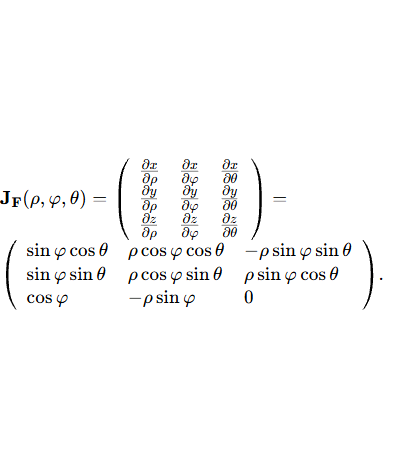 J_F(ρ, φ, θ) = ( ∂x/∂ρ ∂x/∂φ ∂x/∂θ
∂y/∂ρ ∂y/∂φ ∂y/∂θ
∂z/∂ρ ∂z/∂φ ∂z/∂θ ) =
( sin φ cos θ ρ cos φ cos θ −ρ sin φ sin θ
sin φ sin θ ρ cos φ sin θ ρ sin φ cos θ
cos φ −ρ sin φ 0 ).